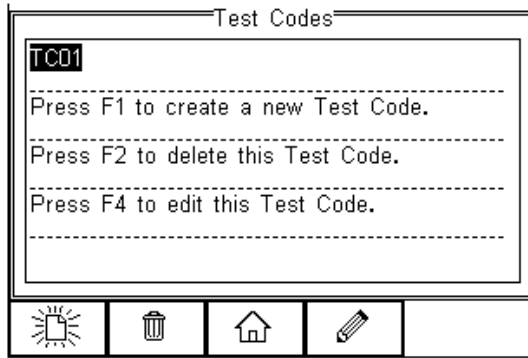 Test Codes
TC01
Press F1 to create a new Test Code.
Press F2 to delete this Test Code.
Press F4 to edit this Test Code.